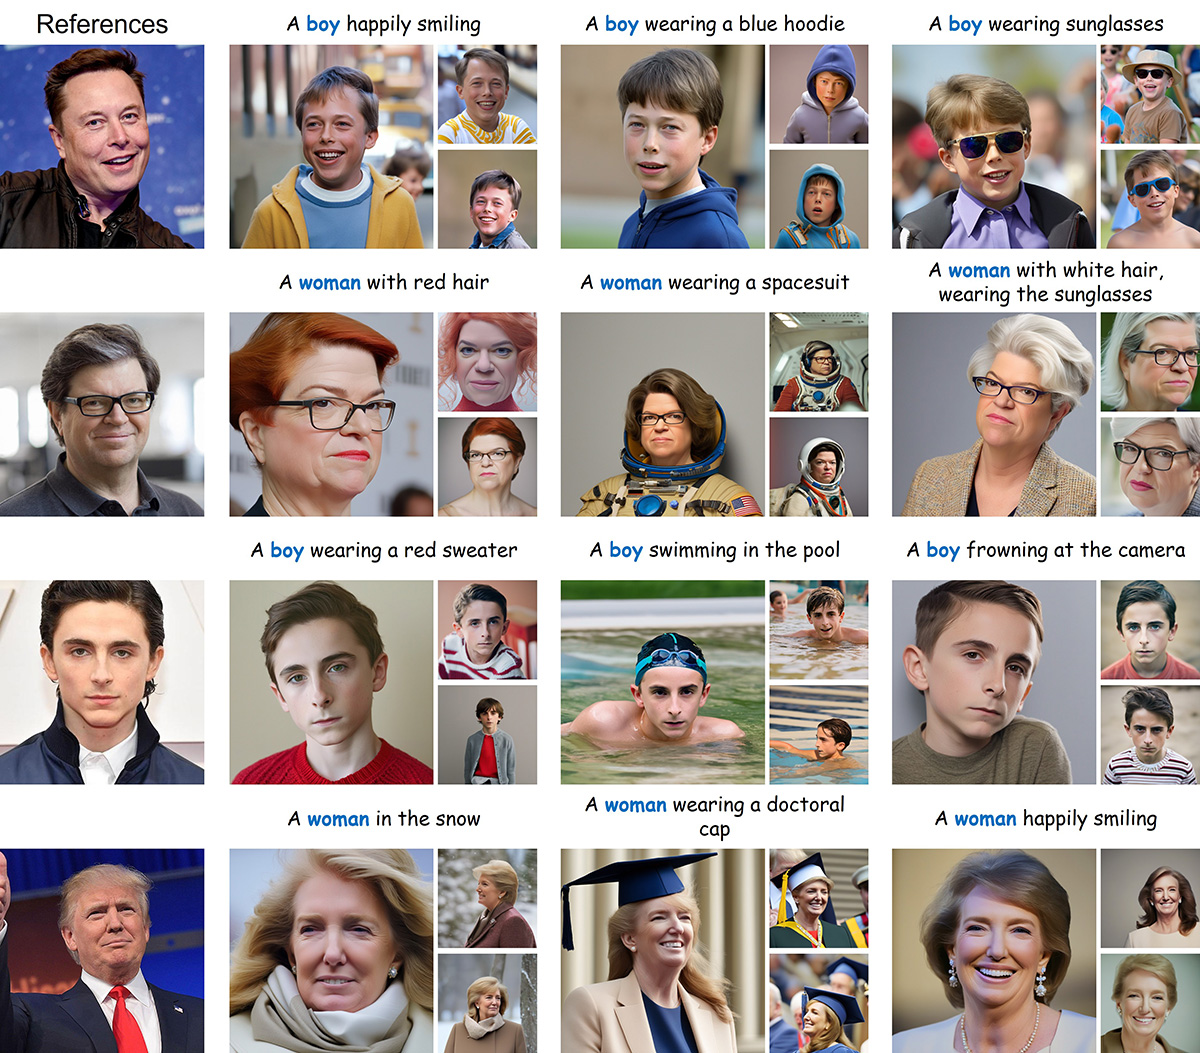 References
A boy happily smiling
A boy wearing a blue hoodie
A boy wearing sunglasses
A woman with red hair
A woman wearing a spacesuit
A woman with white hair,
wearing the sunglasses
A boy wearing a red sweater
A boy swimming in the pool
A boy frowning at the camera
A woman in the snow
A woman wearing a doctoral
cap
A woman happily smiling